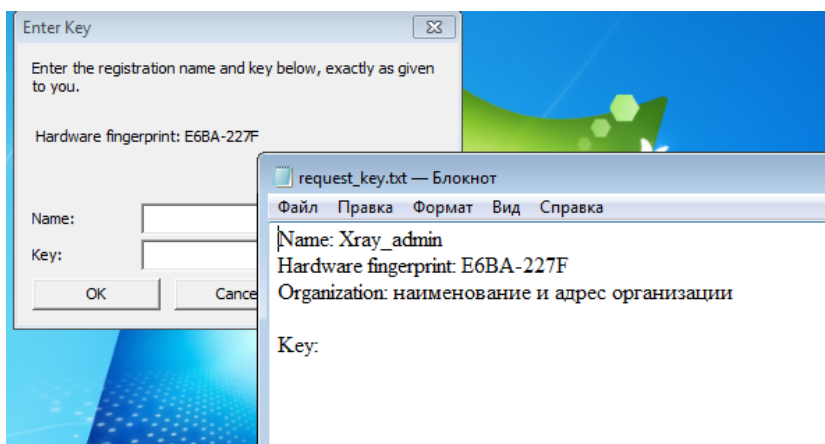 Enter Key
Enter the registration name and key below, exactly as given
to you.
Hardware fingerprint: E6BA-227F
Name:
Key:
OK
Cance
request_key.txt — Блокнот
Файл Правка Формат Вид Справка
Name: Xray_admin
Hardware fingerprint: E6BA-227F
Organization: наименование и адрес организации
Key: